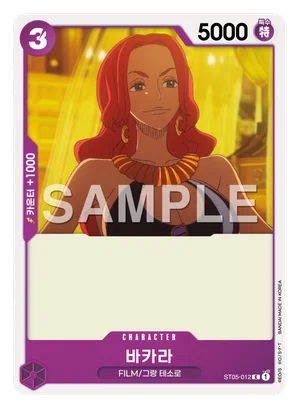 3
5000
특수
特
카운터 +1000
SAMPLE
CHARACTER
바카라
FILM/그랑 테소로
ST05-012 C
BANDAI MADE IN KOREA